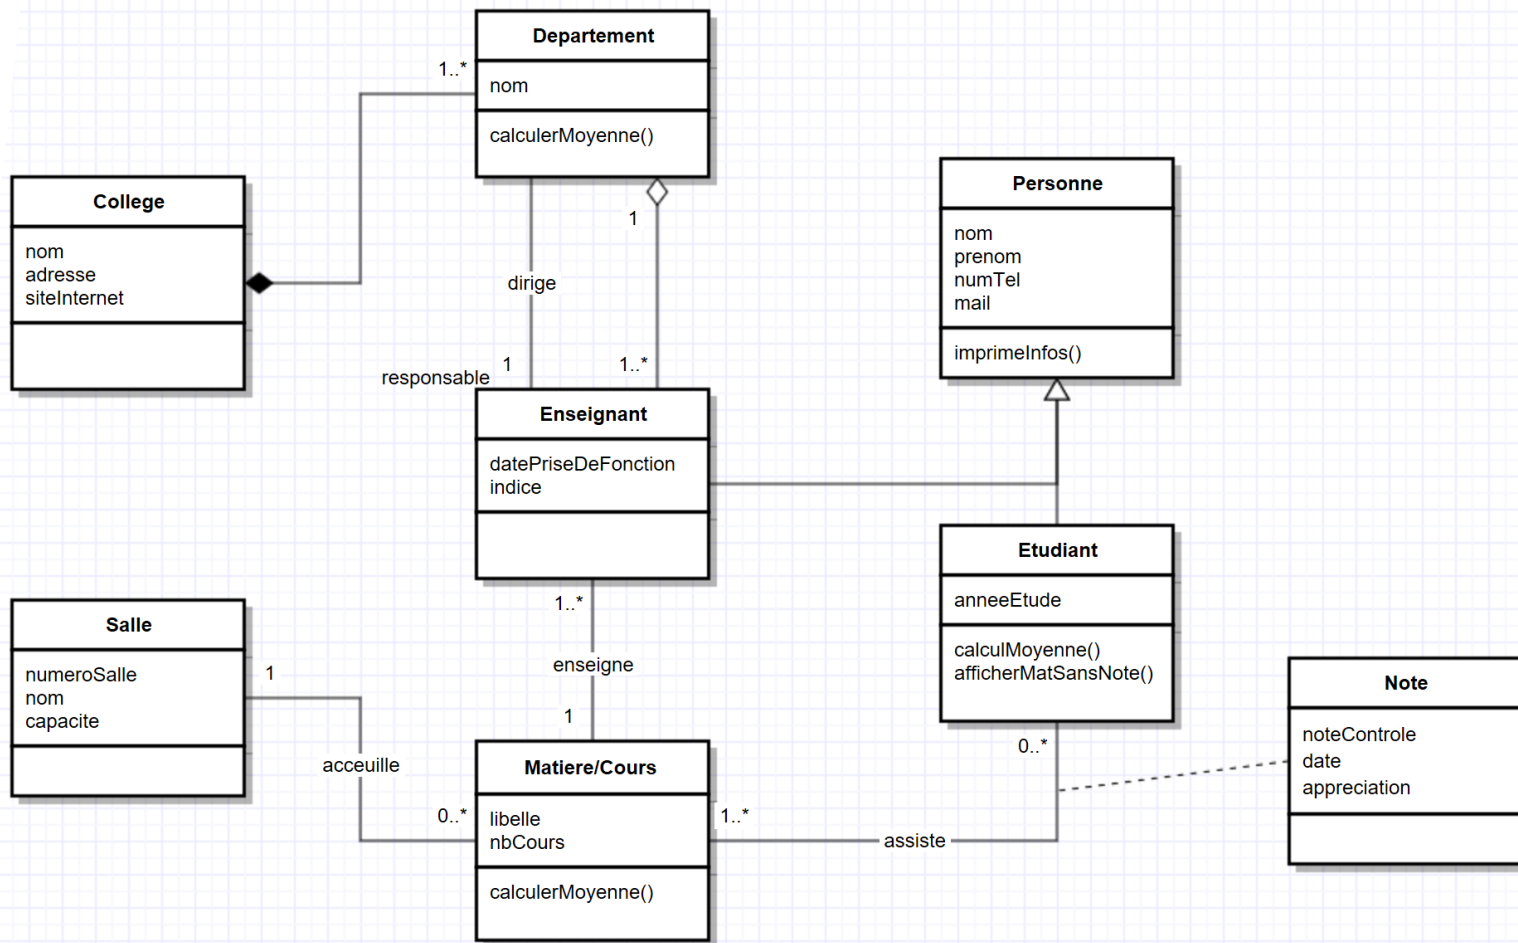 Departement
1..*
nom
calculerMoyenne()
College
nom
adresse
siteInternet
1
dirige
responsable
1
1..*
Personne
nom
prenom
numTel
mail
imprimeInfos()
Enseignant
datePriseDeFonction
indice
1..*
enseigne
1
Etudiant
anneeEtude
calculMoyenne()
afficherMatSansNote()
0..*
Salle
numeroSalle
nom
capacite
1
acceuille
0..*
Matiere/Cours
libelle
nbCours
calculerMoyenne()
1..*
assiste
Note
noteControle
date
appreciation